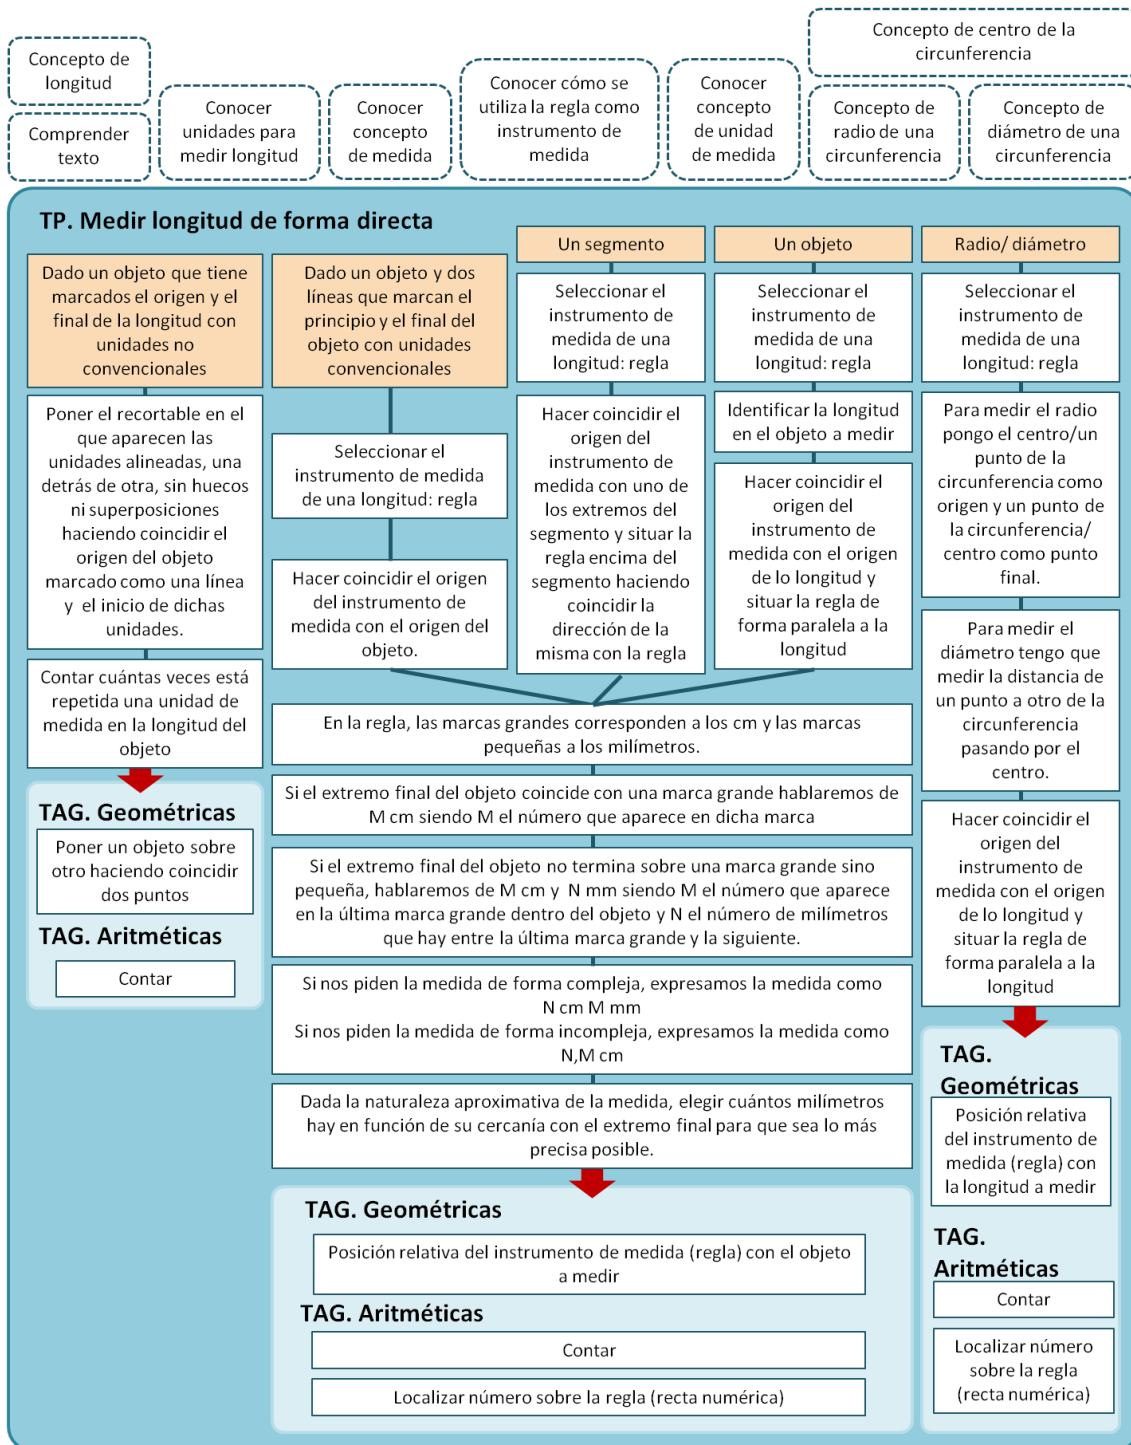 Concepto de
longitud
Comprender
texto
Conocer
unidades para
medir longitud
Conocer
concepto
de medida
Conocer cómo se
utiliza la regla como
instrumento de
medida
Conocer
concepto
de unidad
de medida
Concepto de centro de la
circunferencia
Concepto de
radio de una
circunferencia
Concepto de
diámetro de una
circunferencia
TP. Medir longitud de forma directa
Dado un objeto que tiene
marcados el origen y el
final de la longitud con
unidades no
convencionales
Poner el recortable en el
que aparecen las
unidades alineadas, una
detrás de otra, sin huecos
ni superposiciones
haciendo coincidir el
origen del objeto
marcado como una línea
y el inicio de dichas
unidades.
Contar cuántas veces está
repetida una unidad de
medida en la longitud del
objeto
TAG. Geométricas
Poner un objeto sobre
otro haciendo coincidir
dos puntos
TAG. Aritméticas
Contar
Dado un objeto y dos
líneas que marcan el
principio y el final del
objeto con unidades
convencionales
Seleccionar el
instrumento de medida
de una longitud: regla
Hacer coincidir el origen
del instrumento de
medida con el origen del
objeto.
Un segmento
Seleccionar el
instrumento de
medida de una
longitud: regla
Hacer coincidir el
origen del
instrumento de
medida con uno de
los extremos del
segmento y situar la
regla encima del
segmento haciendo
coincidir la
dirección de la
misma con la regla
Un objeto
Seleccionar el
instrumento de
medida de una
longitud: regla
Identificar la longitud
en el objeto a medir
Hacer coincidir el
origen del
instrumento de
medida con el origen
de lo longitud y
situar la regla de
forma paralela a la
longitud
En la regla, las marcas grandes corresponden a los cm y las marcas
pequeñas a los milímetros.
Si el extremo final del objeto coincide con una marca grande hablaremos de
M cm siendo M el número que aparece en dicha marca
Si el extremo final del objeto no termina sobre una marca grande sino
pequeña, hablaremos de M cm y N mm siendo M el número que aparece
en la última marca grande dentro del objeto y N el número de milímetros
que hay entre la última marca grande y la siguiente.
Si nos piden la medida de forma compleja, expresamos la medida como
N cm M mm
Si nos piden la medida de forma incompleja, expresamos la medida como
N,M cm
Dada la naturaleza aproximativa de la medida, elegir cuántos milímetros
hay en función de su cercanía con el extremo final para que sea lo más
precisa posible.
TAG. Geométricas
Posición relativa del instrumento de medida (regla) con el objeto
a medir
TAG. Aritméticas
Contar
Localizar número sobre la regla (recta numérica)
Radio/ diámetro
Seleccionar el
instrumento de
medida de una
longitud: regla
Para medir el radio
pongo el centro/un
punto de la
circunferencia como
origen y un punto de
la circunferencia/
centro como punto
final.
Para medir el
diámetro tengo que
medir la distancia de
un punto a otro de la
circunferencia
pasando por el
centro.
Hacer coincidir el
origen del
instrumento de
medida con el origen
de lo longitud y
situar la regla de
forma paralela a la
longitud
TAG.
Geométricas
Posición relativa
del instrumento de
medida (regla) con
la longitud a medir
TAG.
Aritméticas
Contar
Localizar número
sobre la regla
(recta numérica)